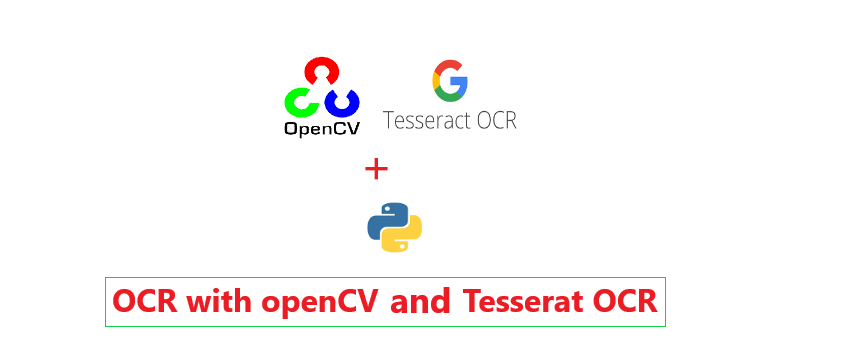 OpenCV
Tesseract OCR
+
OCR with openCV and Tesserat OCR